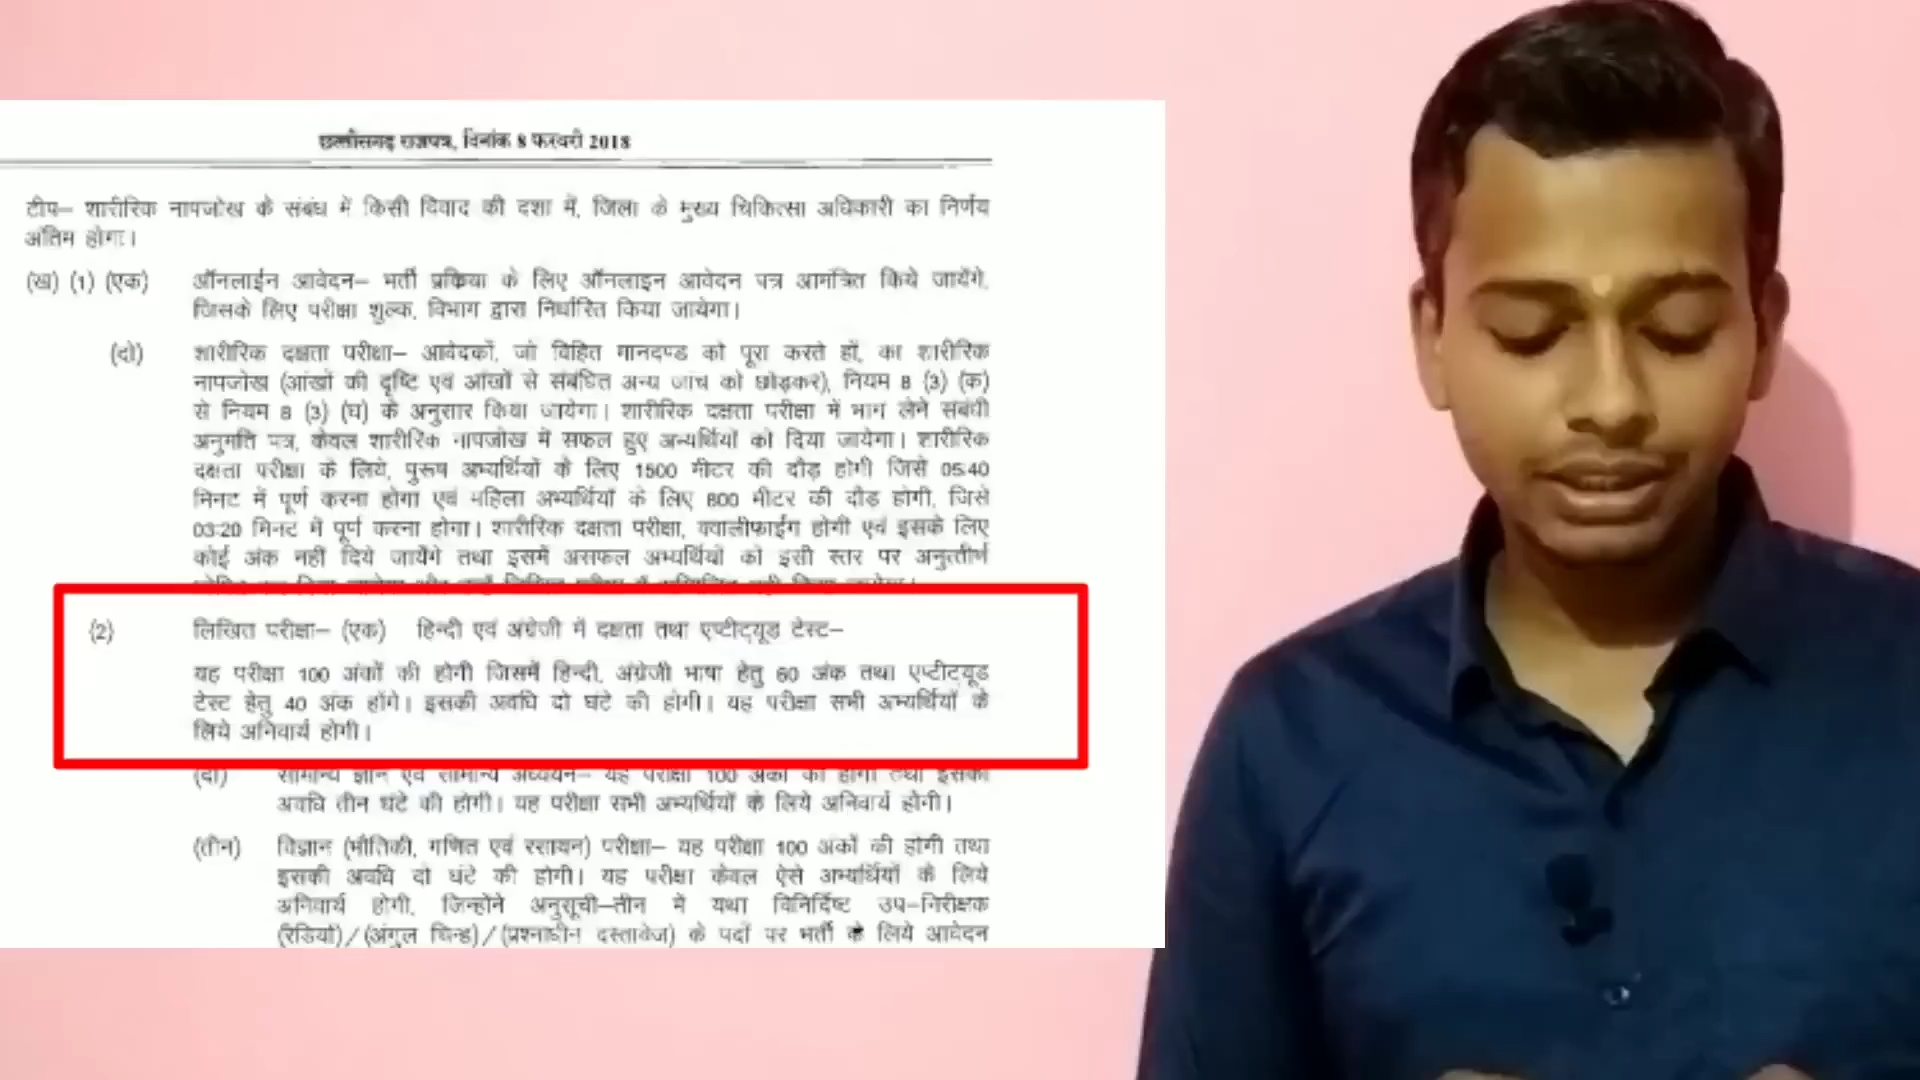 छत्तीसगढ़ राजपत्र, दिनांक 8 फरवरी 2018
टीप– शारीरिक नापजोख के संबंध में किसी विवाद की दशा में, जिला के मुख्य चिकित्सा अधिकारी का निर्णय
अंतिम होगा।
(ख) (1) (एक) ऑनलाईन आवेदन– भर्ती प्रक्रिया के लिए ऑनलाइन आवेदन पत्र आमंत्रित किये जायेंगे,
जिसके लिए परीक्षा शुल्क, विभाग द्वारा निर्धारित किया जायेगा।
(दो) शारीरिक दक्षता परीक्षा– आवेदकों, जो विहित मानदण्ड को पूरा करते हों, का शारीरिक
नापजोख (आंखों की दृष्टि एवं आंखों से संबंधित अन्य जांच को छोड़कर), नियम 8 (3) (क)
से नियम 8 (3) (घ) के अनुसार किया जायेगा। शारीरिक दक्षता परीक्षा में भाग लेने संबंधी
अनुमति पत्र, केवल शारीरिक नापजोख में सफल हुए अभ्यर्थियों को दिया जायेगा। शारीरिक
दक्षता परीक्षा के लिये, पुरूष अभ्यर्थियों के लिए 1500 मीटर की दौड़ होगी जिसे 05:40
मिनट में पूर्ण करना होगा एवं महिला अभ्यर्थियों के लिए 800 मीटर की दौड़ होगी, जिसे
03:20 मिनट में पूर्ण करना होगा। शारीरिक दक्षता परीक्षा, क्वालीफाईंग होगी एवं इसके लिए
कोई अंक नहीं दिये जायेंगे तथा इसमें असफल अभ्यर्थियों को इसी स्तर पर अनुत्तीर्ण
(2) लिखित परीक्षा– (एक) हिन्दी एवं अंग्रेजी में दक्षता तथा एप्टीट्यूड टेस्ट–
यह परीक्षा 100 अंकों की होगी जिसमें हिन्दी, अंग्रेजी भाषा हेतु 60 अंक तथा एप्टीट्यूड
टेस्ट हेतु 40 अंक होंगे। इसकी अवधि दो घंटे की होगी। यह परीक्षा सभी अभ्यर्थियों के
लिये अनिवार्य होगी।
(दो) सामान्य ज्ञान एवं सामान्य अध्ययन– यह परीक्षा 100 अंकों की होगी तथा इसकी
अवधि तीन घंटे की होगी। यह परीक्षा सभी अभ्यर्थियों के लिये अनिवार्य होगी।
(तीन) विज्ञान (भौतिकी, गणित एवं रसायन) परीक्षा– यह परीक्षा 100 अंकों की होगी तथा
इसकी अवधि दो घंटे की होगी। यह परीक्षा केवल ऐसे अभ्यर्थियों के लिये
अनिवार्य होगी, जिन्होंने अनुसूची–तीन में यथा विनिर्दिष्ट उप–निरीक्षक
(रेडियो)/(अंगुल चिन्ह)/(प्रश्नाधीन दस्तावेज) के पदों पर भर्ती के लिये आवेदन